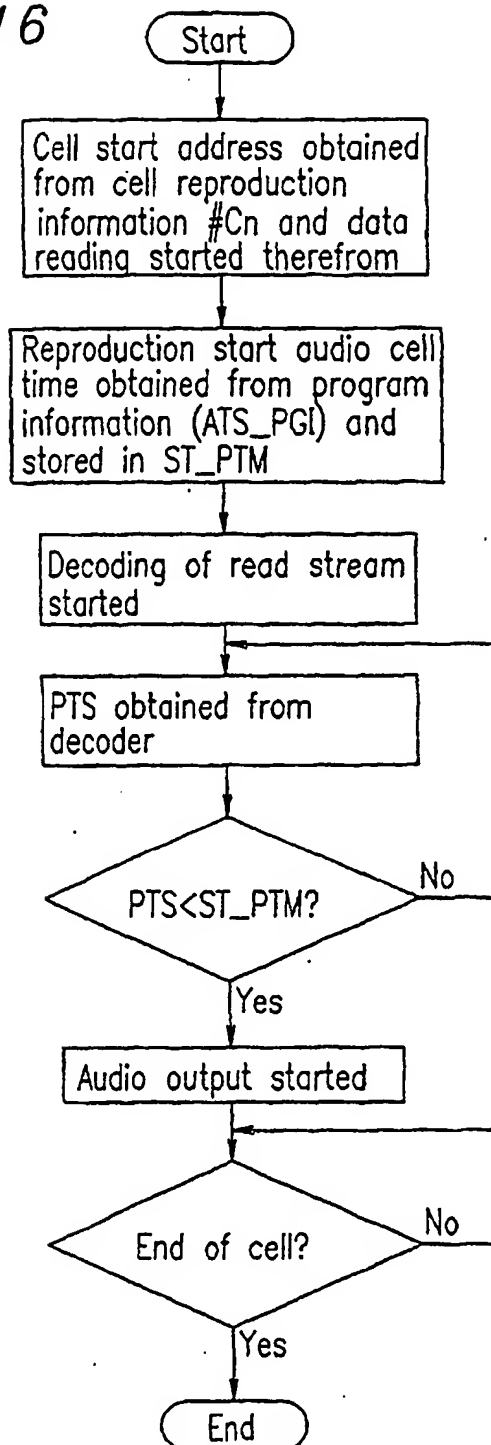 16
Start
Cell start address obtained
from cell reproduction
information #Cn and data
reading started therefrom
Reproduction start audio cell
time obtained from program
information (ATS_PGI) and
stored in ST_PTM
Decoding of read stream
started
PTS obtained from
decoder
PTS<ST_PTM?
No
Yes
Audio output started
End of cell?
No
Yes
End